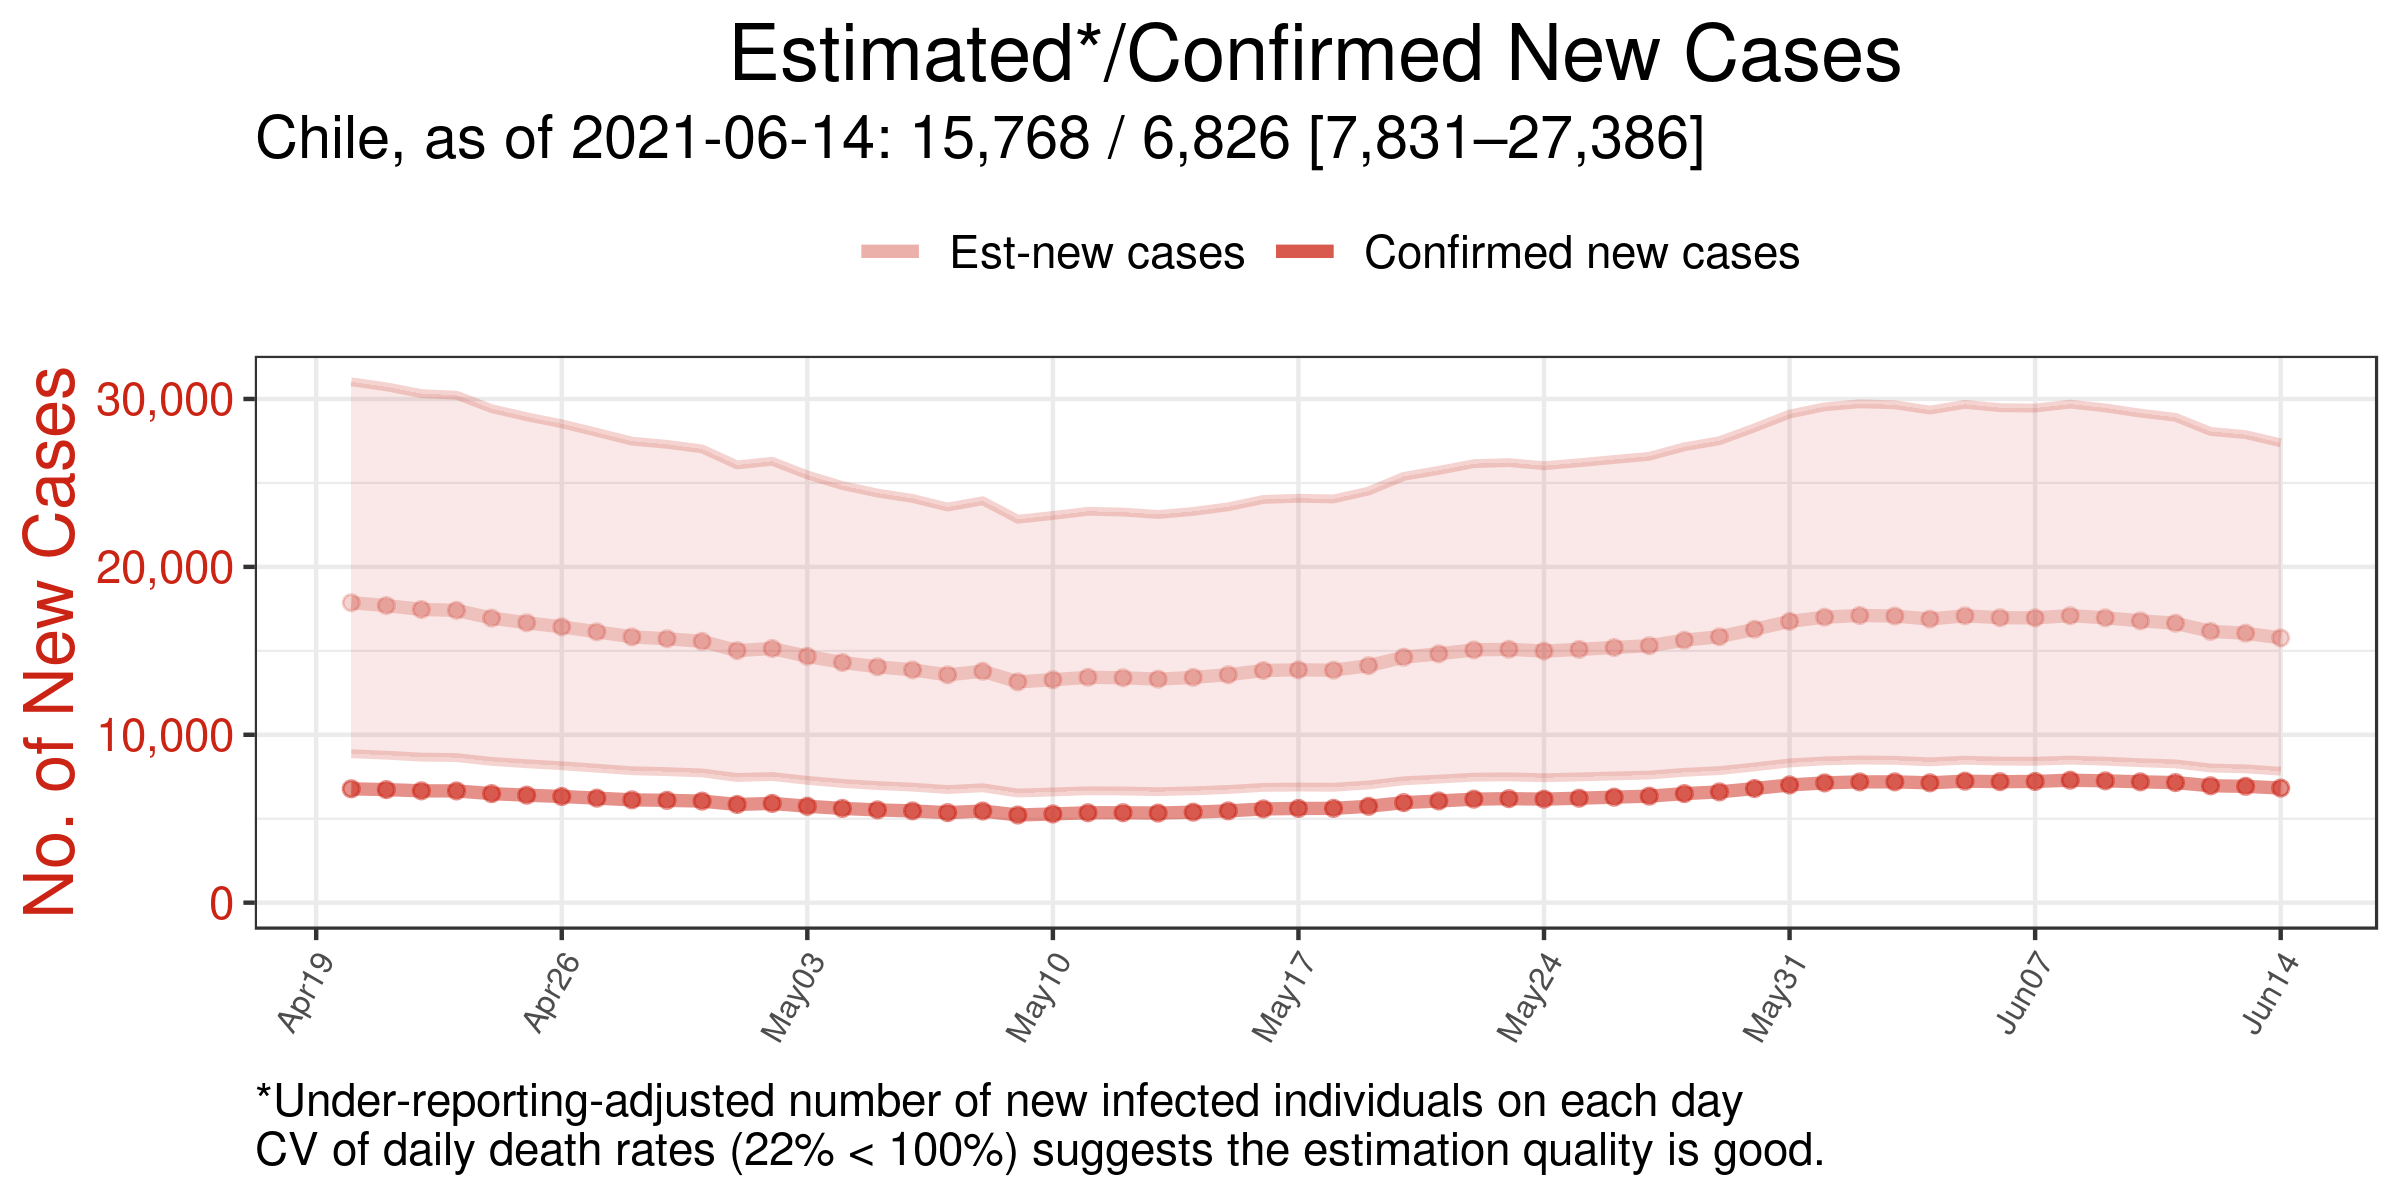 Estimated*/Confirmed New Cases
Chile, as of 2021-06-14: 15,768 / 6,826 [7,831–27,386]
Est-new cases Confirmed new cases
No. of New Cases
30,000
20,000
10,000
0
Apr19 Apr26 May03 May10 May17 May24 May31 Jun07 Jun14
*Under-reporting-adjusted number of new infected individuals on each day
CV of daily death rates (22% < 100%) suggests the estimation quality is good.